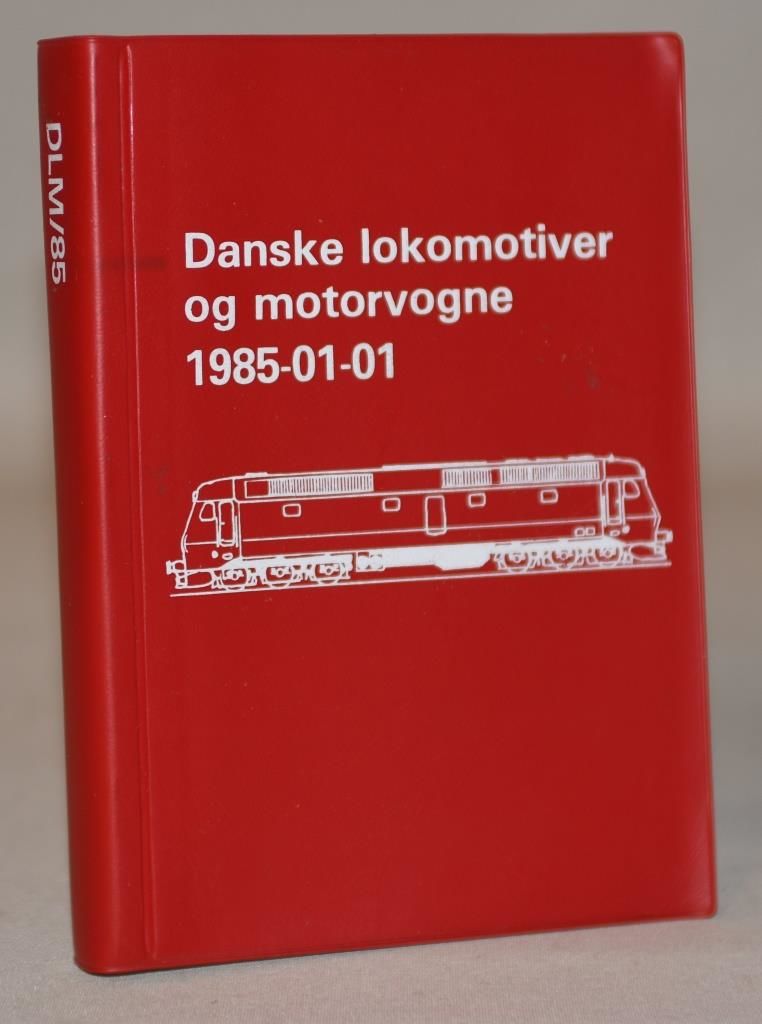 DLM/85
Danske lokomotiver
og motorvogne
1985-01-01